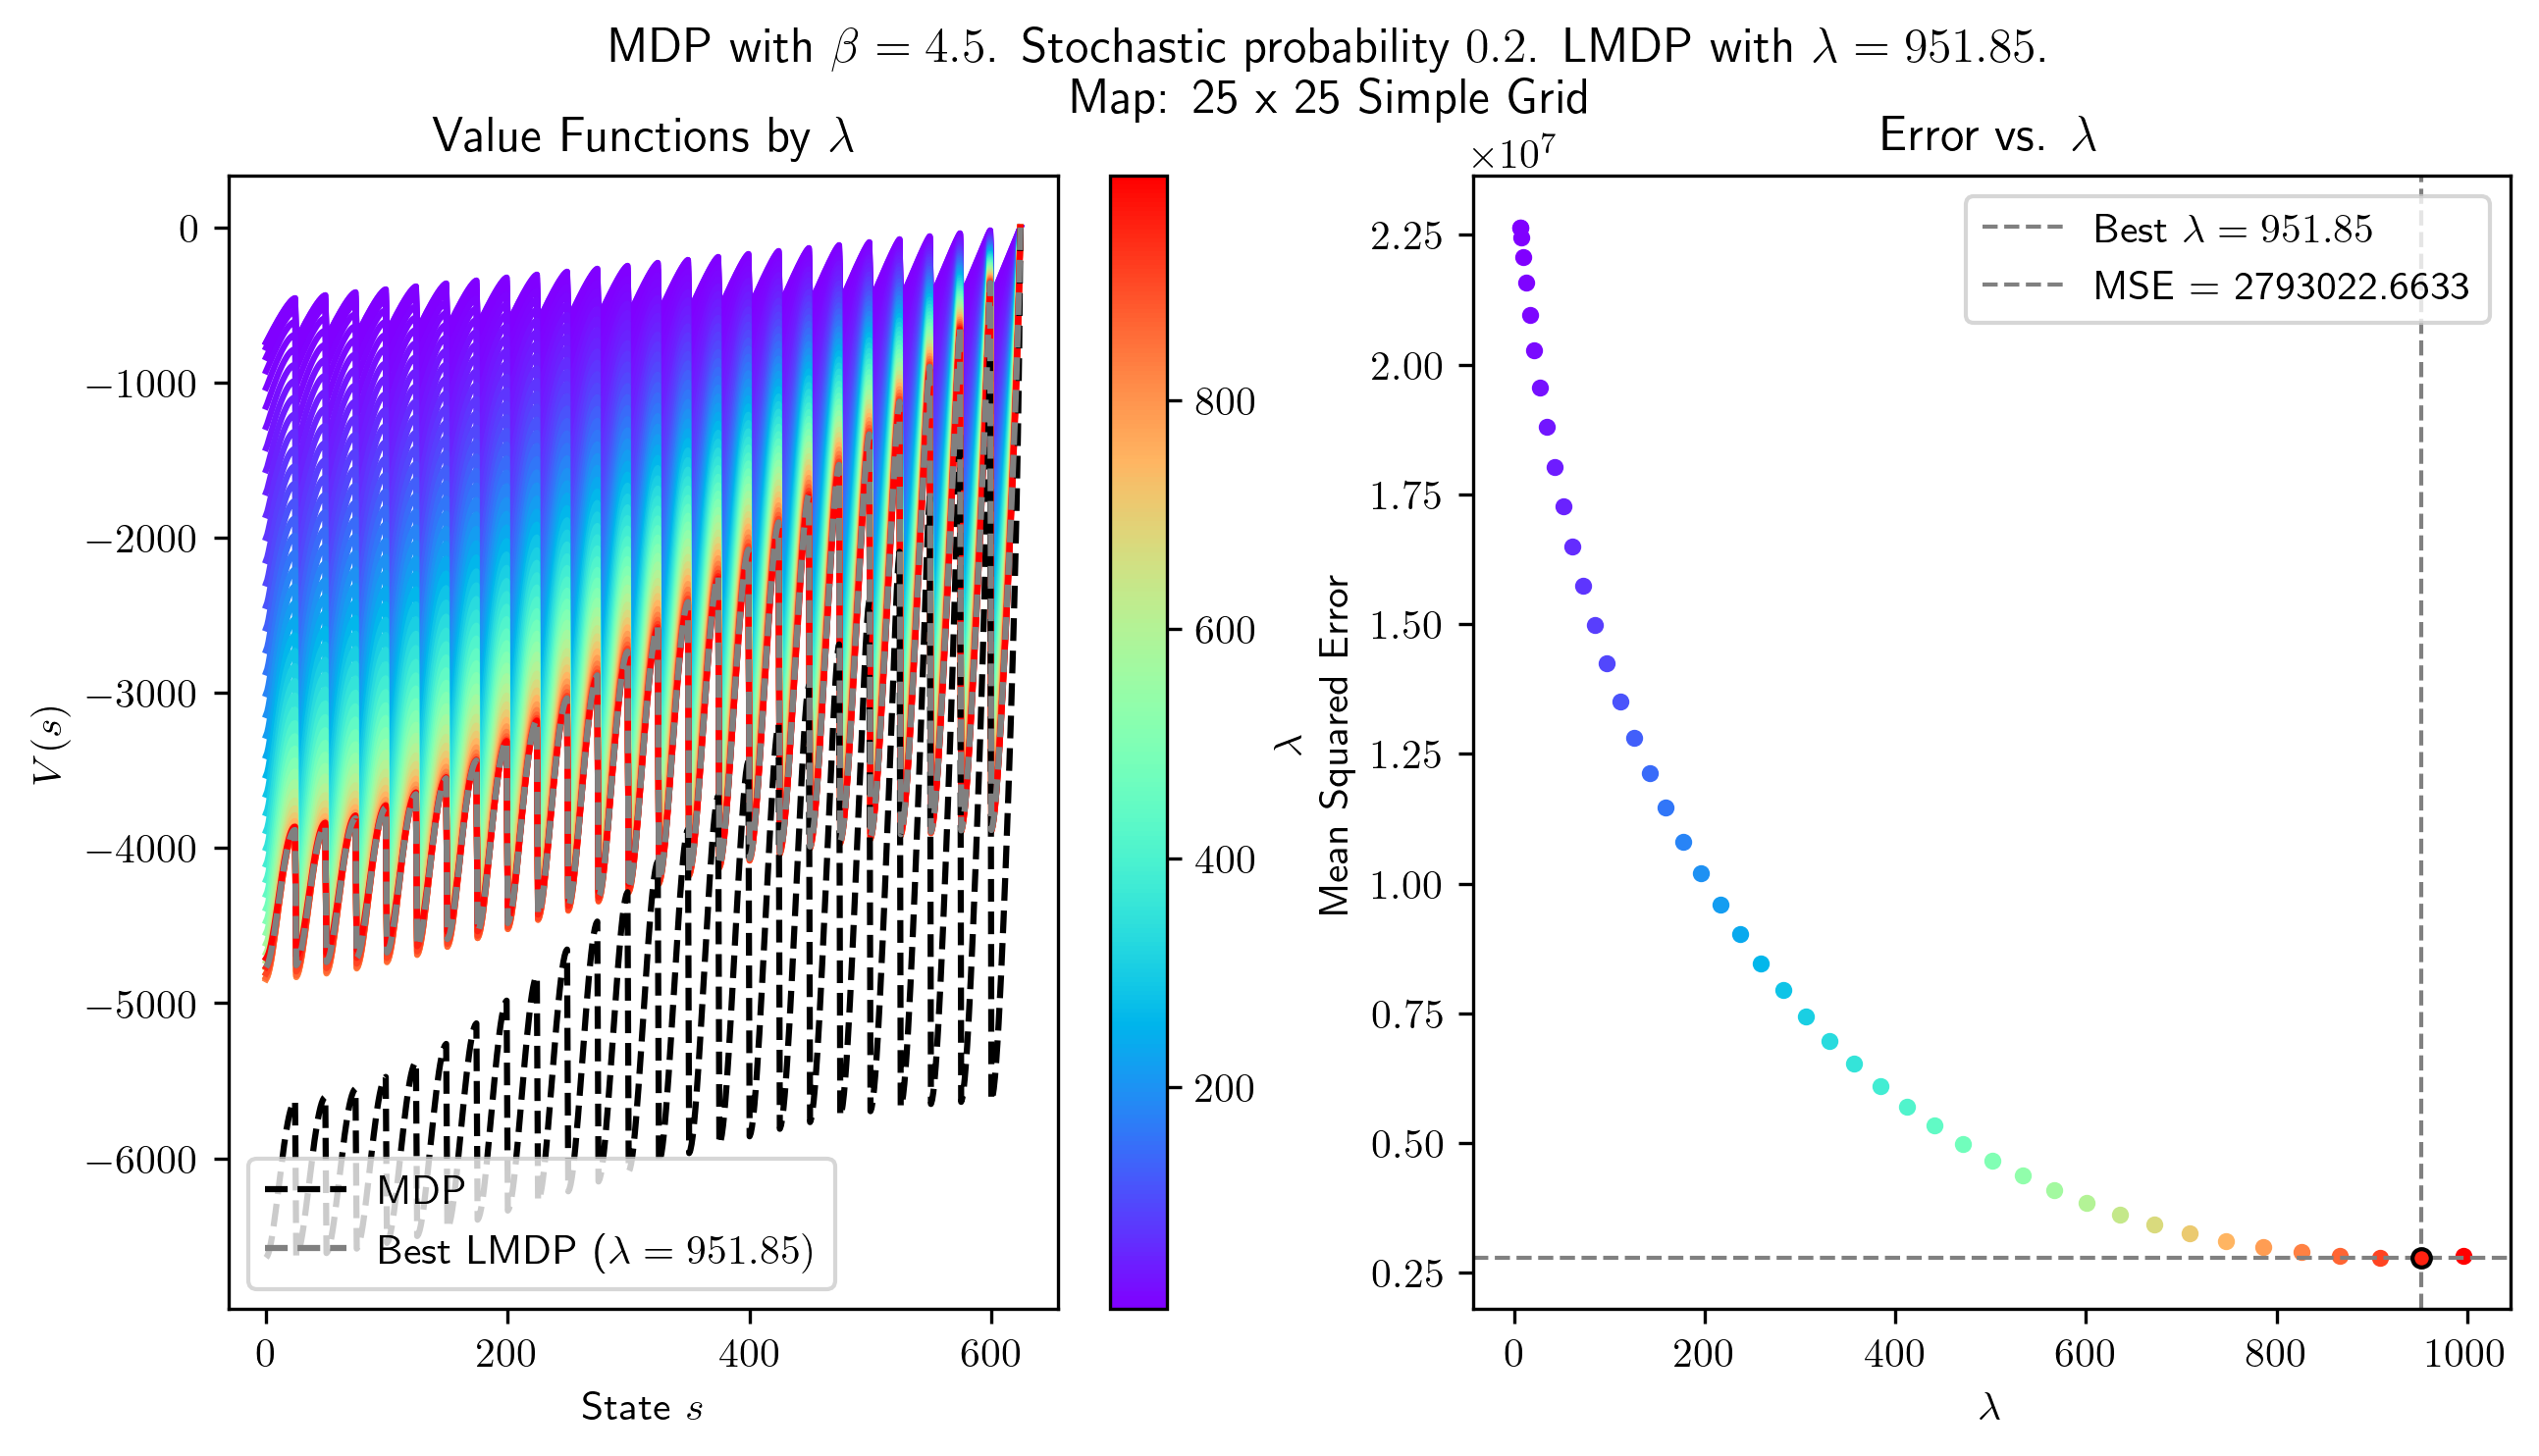 MDP with β = 4.5. Stochastic probability 0.2. LMDP with λ = 951.85.
Map: 25 x 25 Simple Grid
Value Functions by λ
0
−1000
−2000
−3000
−4000
−5000
−6000
V(s)
MDP
Best LMDP (λ = 951.85)
0
200
400
600
State s
800
600
400
200
λ
Error vs. λ
×10⁷
2.25
2.00
1.75
1.50
1.25
1.00
0.75
0.50
0.25
Mean Squared Error
Best λ = 951.85
MSE = 2793022.6633
0
200
400
600
800
1000
λ